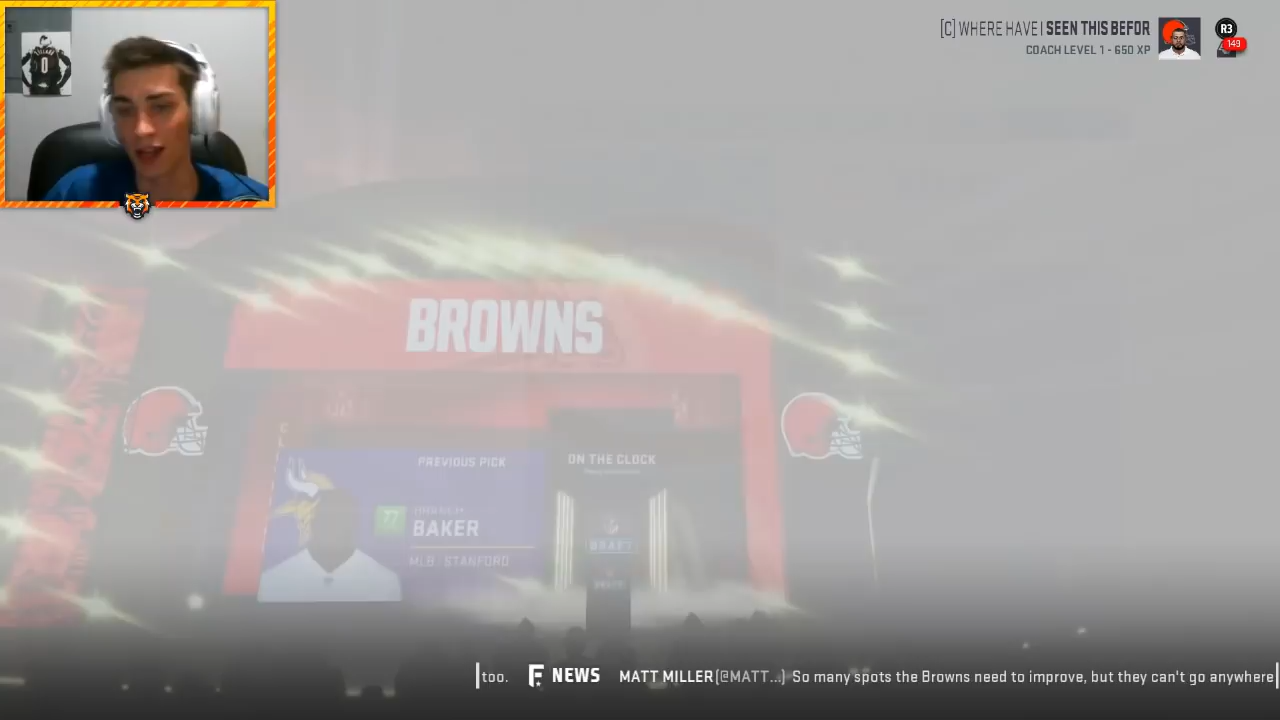 [C] WHERE HAVE I SEEN THIS BEFOR
COACH LEVEL 1 - 650 XP
R3
149
0
BROWNS
PREVIOUS PICK
ON THE CLOCK
77
BAKER
MLB | STANFORD
DRAFT
too. NEWS MATT MILLER (@MATT...) So many spots the Browns need to improve, but they can't go anywhere